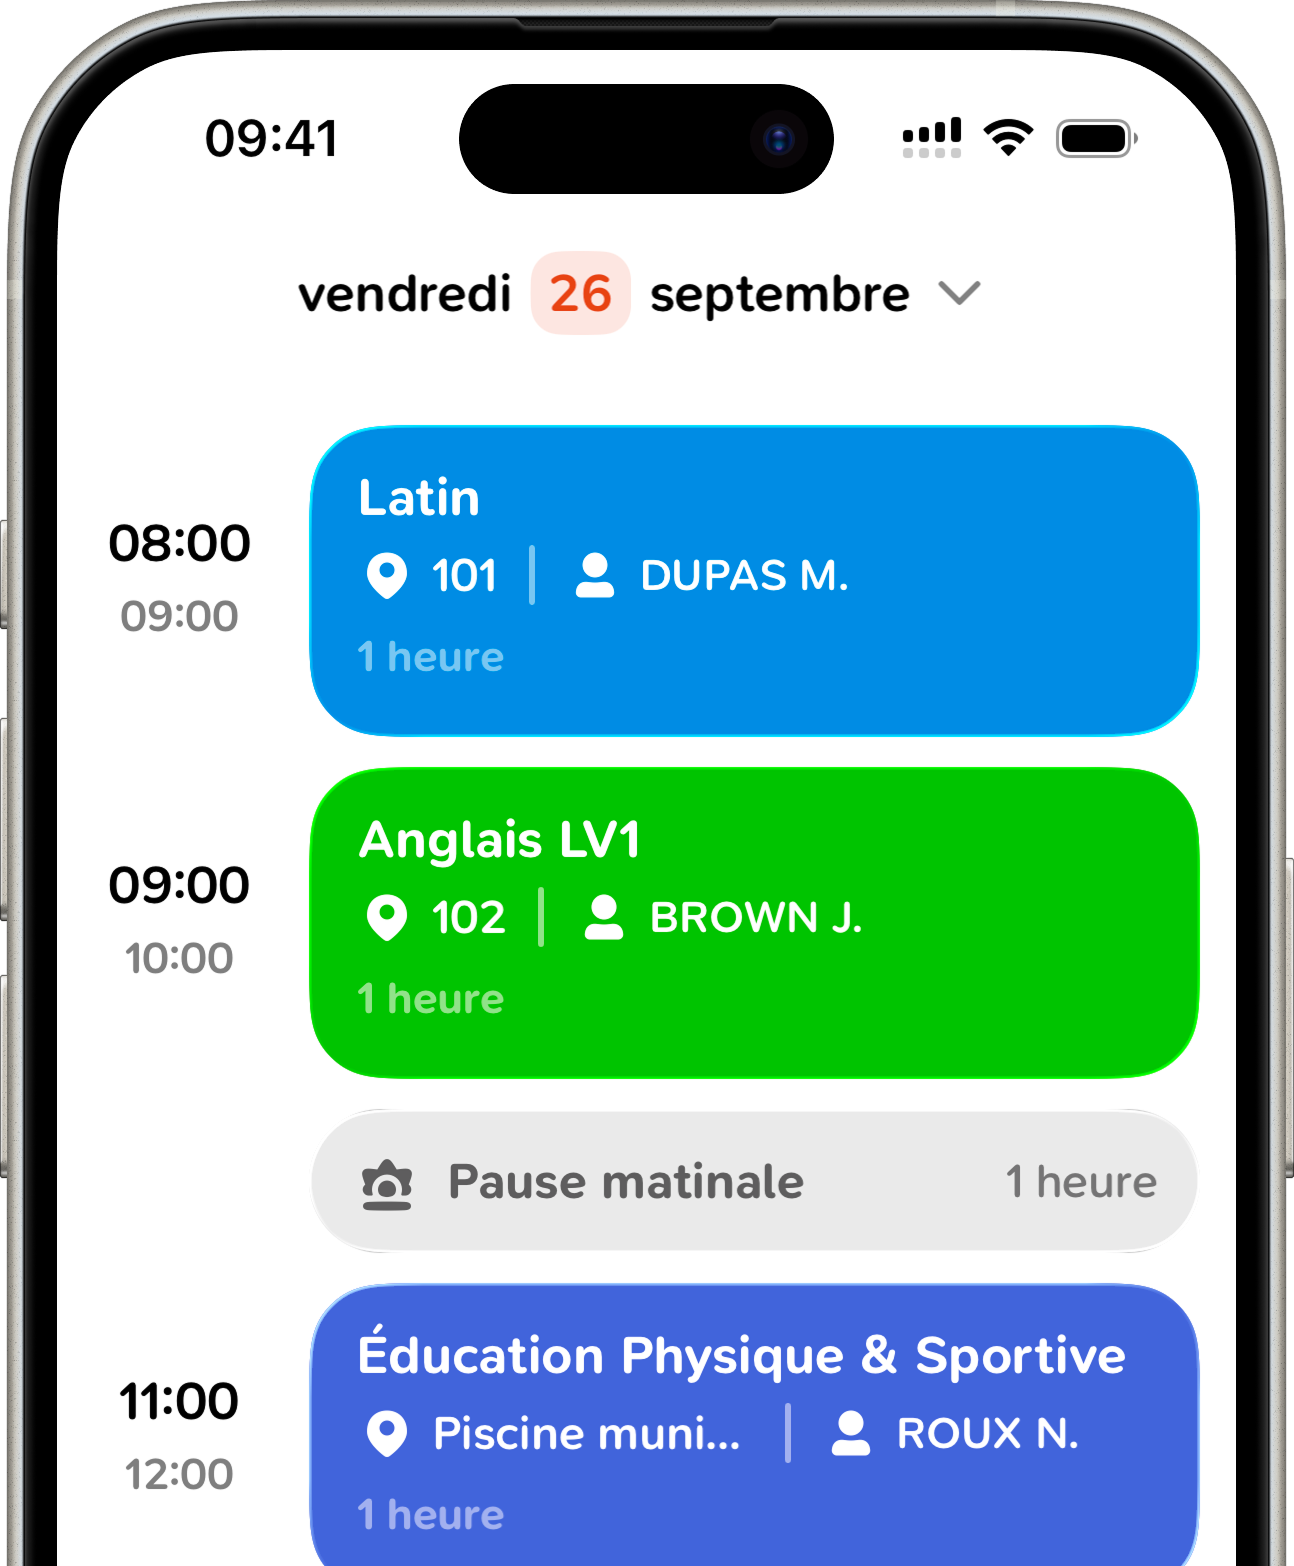 09:41
vendredi 26 septembre
08:00
09:00
Latin
101 DUPAS M.
1 heure
09:00
10:00
Anglais LV1
102 BROWN J.
1 heure
Pause matinale 1 heure
11:00
12:00
Éducation Physique & Sportive
Piscine muni... ROUX N.
1 heure